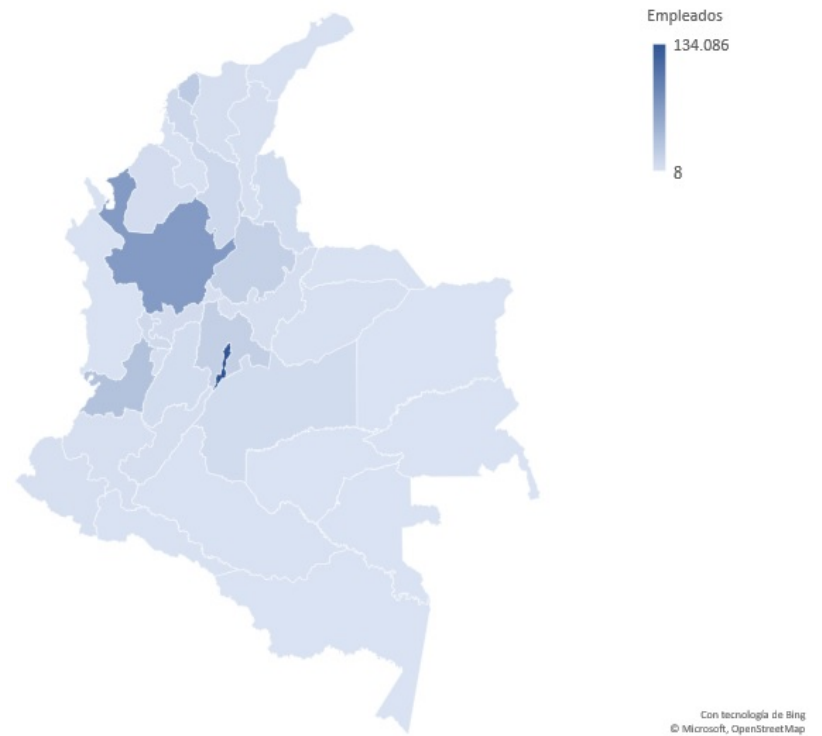 Empleados
134.086
8
Con tecnología de Bing
© Microsoft, OpenStreetMap